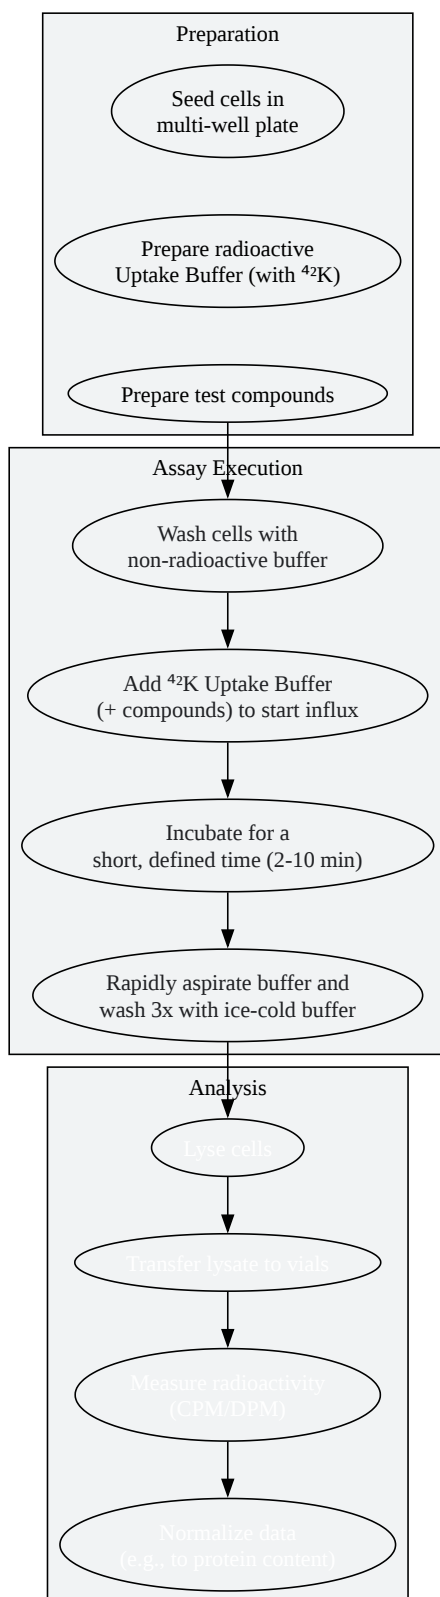 Preparation
Seed cells in
multi-well plate
Prepare radioactive
Uptake Buffer (with ⁴²K)
Prepare test compounds
Assay Execution
Wash cells with
non-radioactive buffer
Add ⁴²K Uptake Buffer
(+ compounds) to start influx
Incubate for a
short, defined time (2-10 min)
Rapidly aspirate buffer and
wash 3x with ice-cold buffer
Analysis
Lyse cells
Transfer lysate to vials
Measure radioactivity
(CPM/DPM)
Normalize data
(e.g., to protein content)